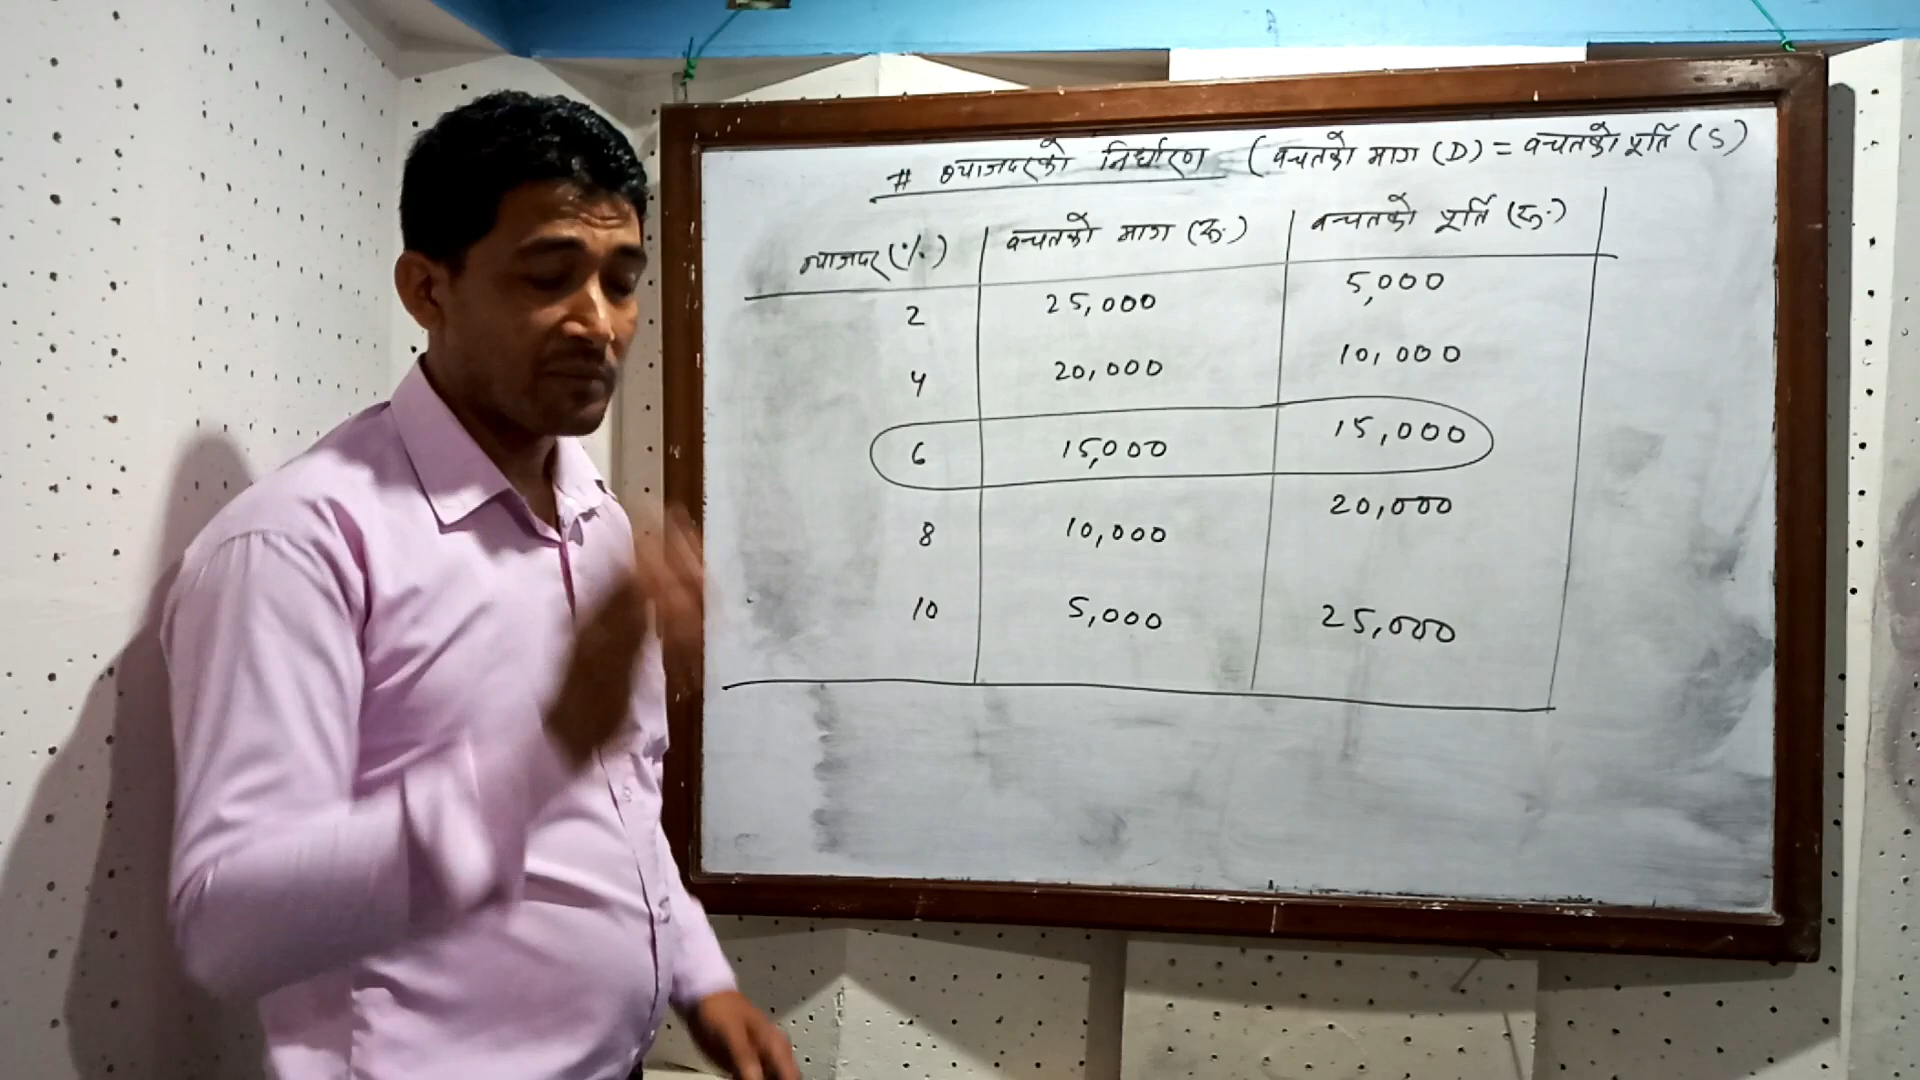 # ब्याजदरको निर्धारण (बचतको माग (D) = बचतको पूर्ति (S)
ब्याजदर (%) बचतको माग (रु.) बचतको पूर्ति (रु.)
2 25,000 5,000
4 20,000 10,000
6 15,000 15,000
8 10,000 20,000
10 5,000 25,000